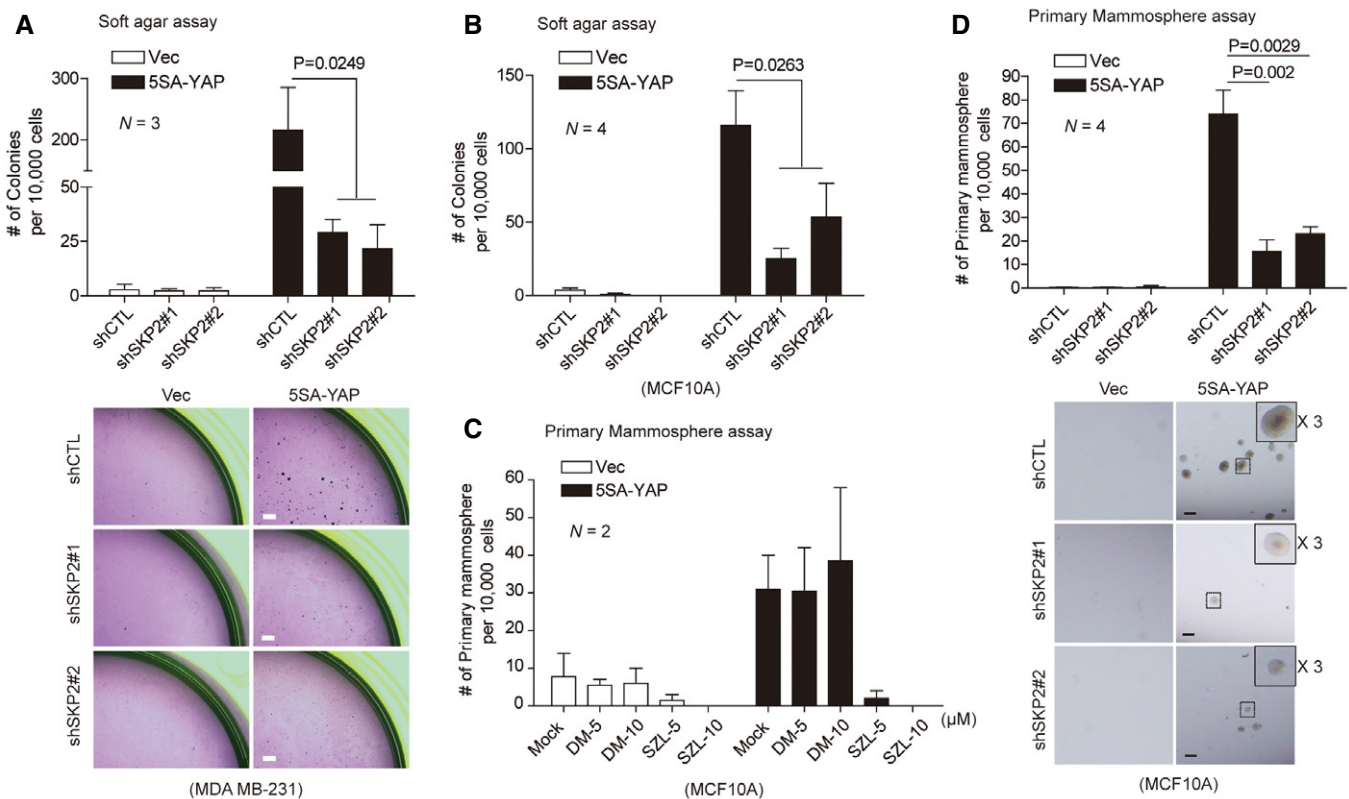 A
Soft agar assay
Vec
5SA-YAP
P=0.0249
N = 3
# of Colonies
per 10,000 cells
300
200
50
25
0
shCTL
shSKP2#1
shSKP2#2
shCTL
shSKP2#1
shSKP2#2
Vec
5SA-YAP
shCTL
shSKP2#1
shSKP2#2
(MDA MB-231)
B
Soft agar assay
Vec
5SA-YAP
P=0.0263
N = 4
# of Colonies
per 10,000 cells
150
100
50
0
shCTL
shSKP2#1
shSKP2#2
shCTL
shSKP2#1
shSKP2#2
(MCF10A)
C
Primary Mammosphere assay
Vec
5SA-YAP
N = 2
# of Primary mammosphere
per 10,000 cells
60
50
40
30
20
10
0
Mock
DM-5
DM-10
SZL-5
SZL-10
Mock
DM-5
DM-10
SZL-5
SZL-10
(μM)
(MCF10A)
D
Primary Mammosphere assay
Vec
5SA-YAP
P=0.0029
P=0.002
N = 4
# of Primary mammosphere
per 10,000 cells
90
80
70
60
50
40
30
20
10
0
shCTL
shSKP2#1
shSKP2#2
shCTL
shSKP2#1
shSKP2#2
Vec
5SA-YAP
shCTL
X 3
shSKP2#1
X 3
shSKP2#2
X 3
(MCF10A)